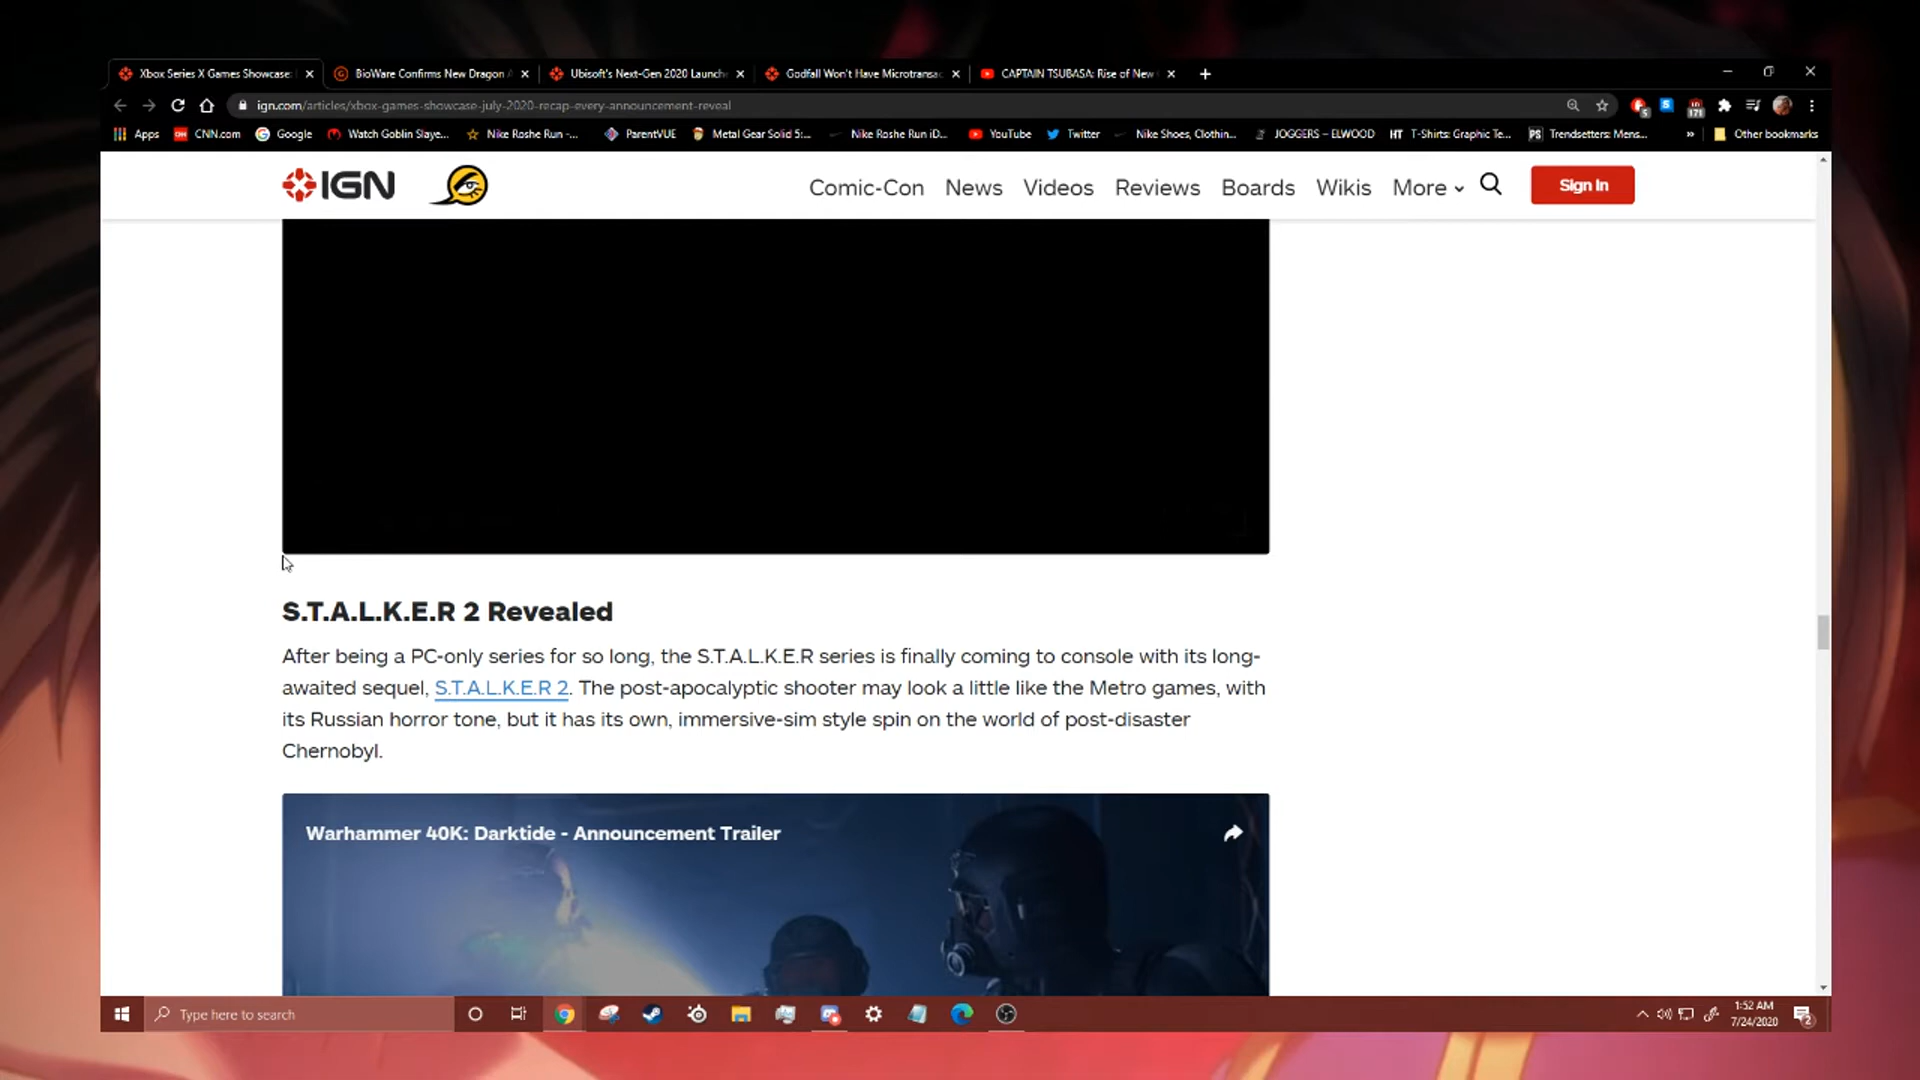 Xbox Series X Games Showcase:
BioWare Confirms New Dragon A
Ubisoft's Next-Gen 2020 Launch
Godfall Won't Have Microtransac
CAPTAIN TSUBASA: Rise of New
ign.com/articles/xbox-games-showcase-july-2020-recap-every-announcement-reveal
Apps
CNN.com
Google
Watch Goblin Slaye...
Nike Roshe Run -...
ParentVUE
Metal Gear Solid 5:...
Nike Roshe Run iD...
YouTube
Twitter
Nike Shoes, Clothin...
JOGGERS – ELWOOD
HT T-Shirts: Graphic Te...
PS Trendsetters: Mens...
»
Other bookmarks
IGN
Comic-Con
News
Videos
Reviews
Boards
Wikis
More
Sign In
S.T.A.L.K.E.R 2 Revealed
After being a PC-only series for so long, the S.T.A.L.K.E.R series is finally coming to console with its long-
awaited sequel, S.T.A.L.K.E.R 2. The post-apocalyptic shooter may look a little like the Metro games, with
its Russian horror tone, but it has its own, immersive-sim style spin on the world of post-disaster
Chernobyl.
Warhammer 40K: Darktide - Announcement Trailer
Type here to search
1:52 AM
7/24/2020
2